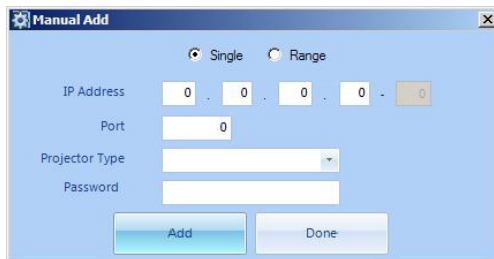 Manual Add
Single Range
IP Address 0 . 0 . 0 . 0 - 0
Port 0
Projector Type
Password
Add Done